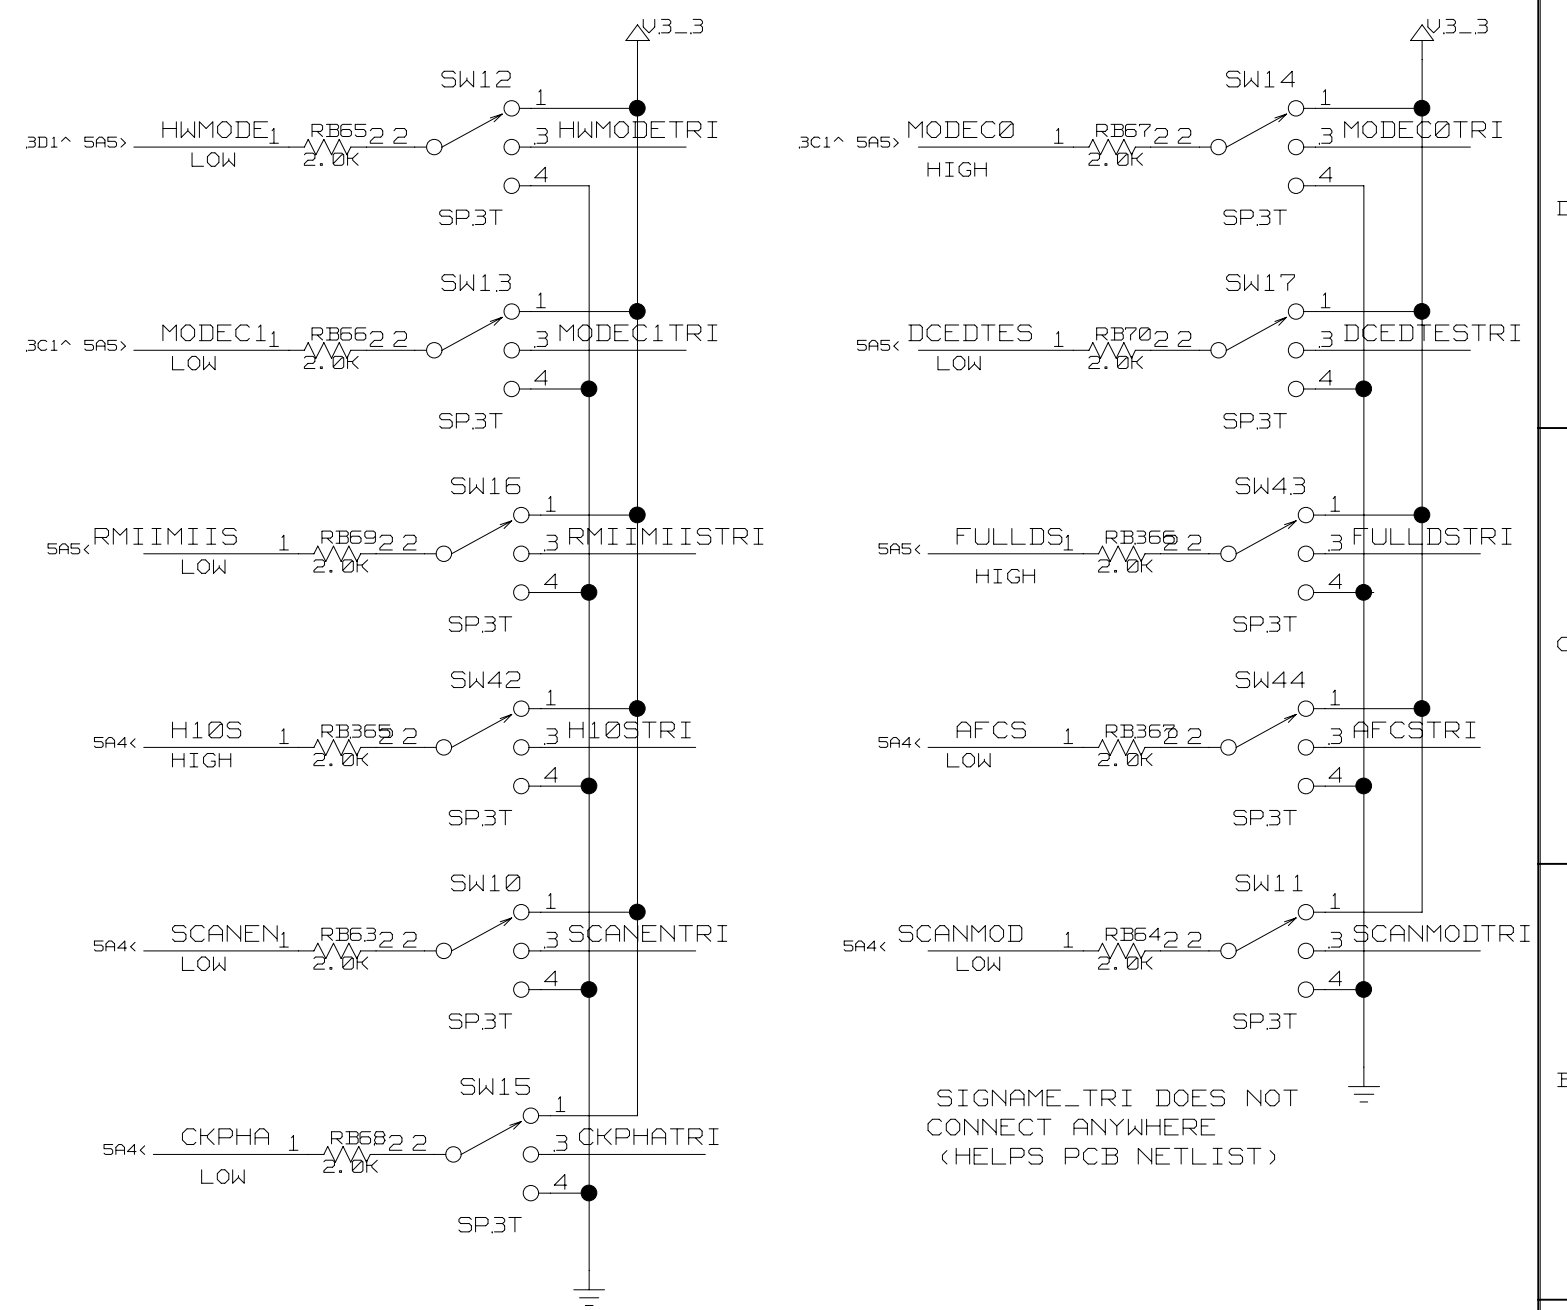 V3_3
SW12
1
3D1^ 5A5> HWMODE 1 RB65 2 2 3 HWMODETRI
LOW 2.0K
4
SP3T
SW13
1
3C1^ 5A5> MODEC1 1 RB66 2 2 3 MODEC1TRI
LOW 2.0K
4
SP3T
SW16
1
5A5< RMIIMIIS 1 RB69 2 2 3 RMIIMIISTRI
LOW 2.0K
4
SP3T
SW42
1
5A4< H10S 1 RB365 2 2 3 H10STRI
HIGH 2.0K
4
SP3T
SW10
1
5A4< SCANEN 1 RB63 2 2 3 SCANENTRI
LOW 2.0K
4
SP3T
SW15
1
5A4< CKPHA 1 RB68 2 2 3 CKPHATRI
LOW 2.0K
4
SP3T
V3_3
SW14
1
3C1^ 5A5> MODEC0 1 RB67 2 2 3 MODEC0TRI
HIGH 2.0K
4
SP3T
SW17
1
5A5< DCEDTES 1 RB70 2 2 3 DCEDTESTRI
LOW 2.0K
4
SP3T
SW43
1
5A5< FULLDS 1 RB366 2 2 3 FULLDSTRI
HIGH 2.0K
4
SP3T
SW44
1
5A4< AFCS 1 RB367 2 2 3 AFCSTRI
LOW 2.0K
4
SP3T
SW11
1
5A4< SCANMOD 1 RB64 2 2 3 SCANMODTRI
LOW 2.0K
4
SP3T
SIGNAME_TRI DOES NOT
CONNECT ANYWHERE
(HELPS PCB NETLIST)